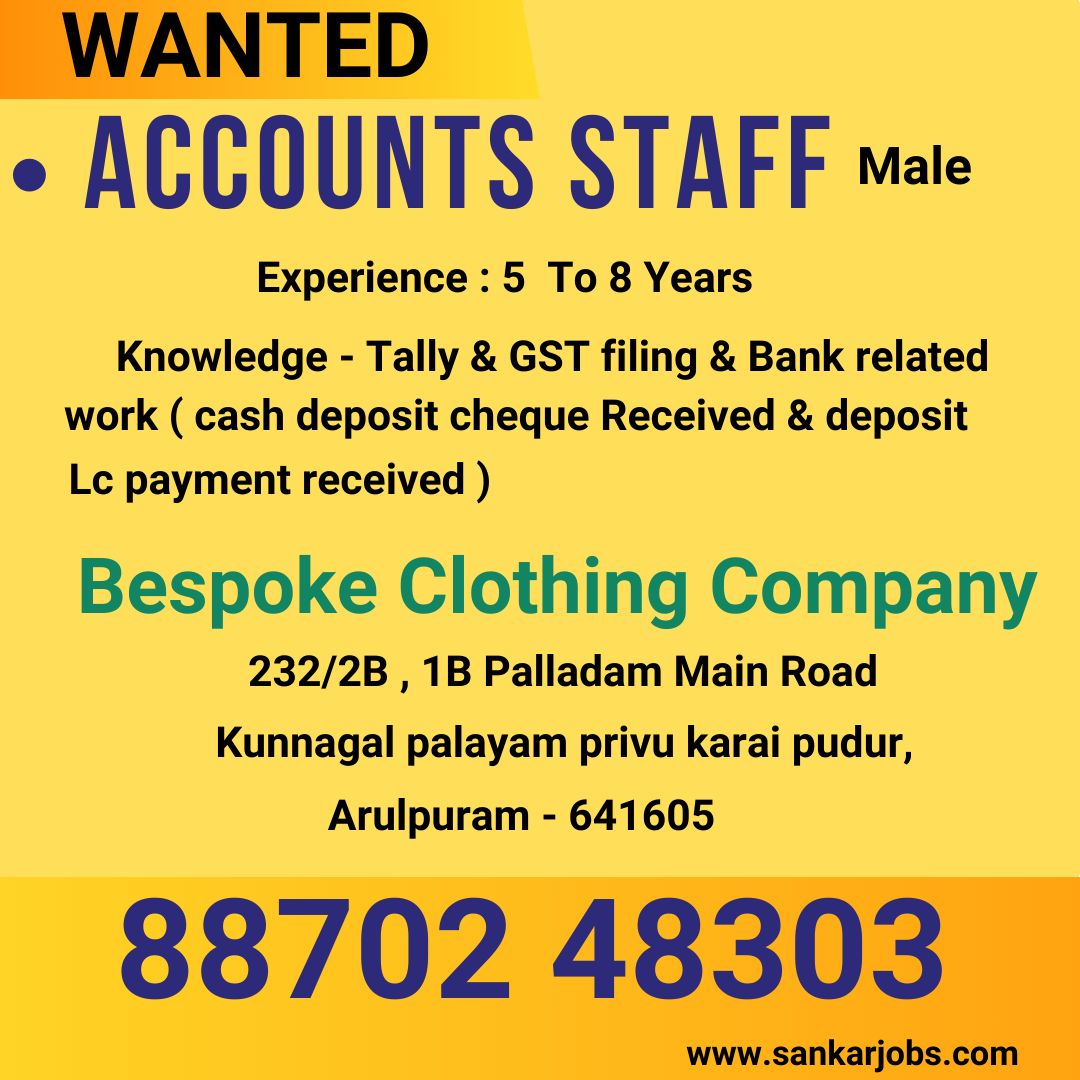 WANTED
• ACCOUNTS STAFF Male
Experience : 5 To 8 Years
Knowledge - Tally & GST filing & Bank related
work ( cash deposit cheque Received & deposit
Lc payment received )
Bespoke Clothing Company
232/2B , 1B Palladam Main Road
Kunnagal palayam privu karai pudur,
Arulpuram - 641605
88702 48303
www.sankarjobs.com